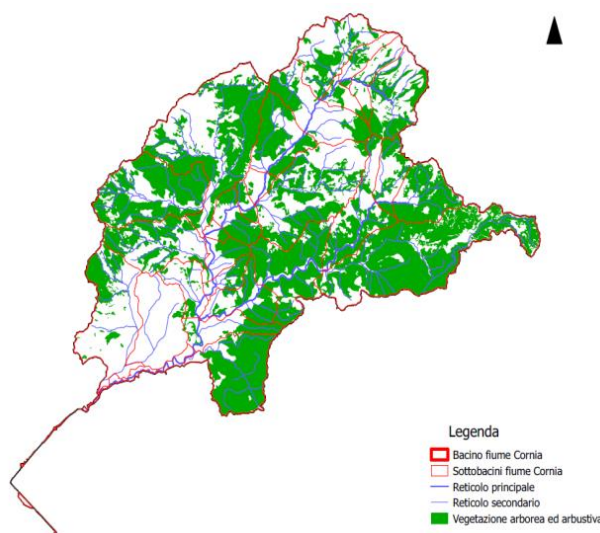 Legenda
Bacino fiume Cornia
Sottobacini fiume Cornia
Reticolo principale
Reticolo secondario
Vegetazione arborea ed arbustiva